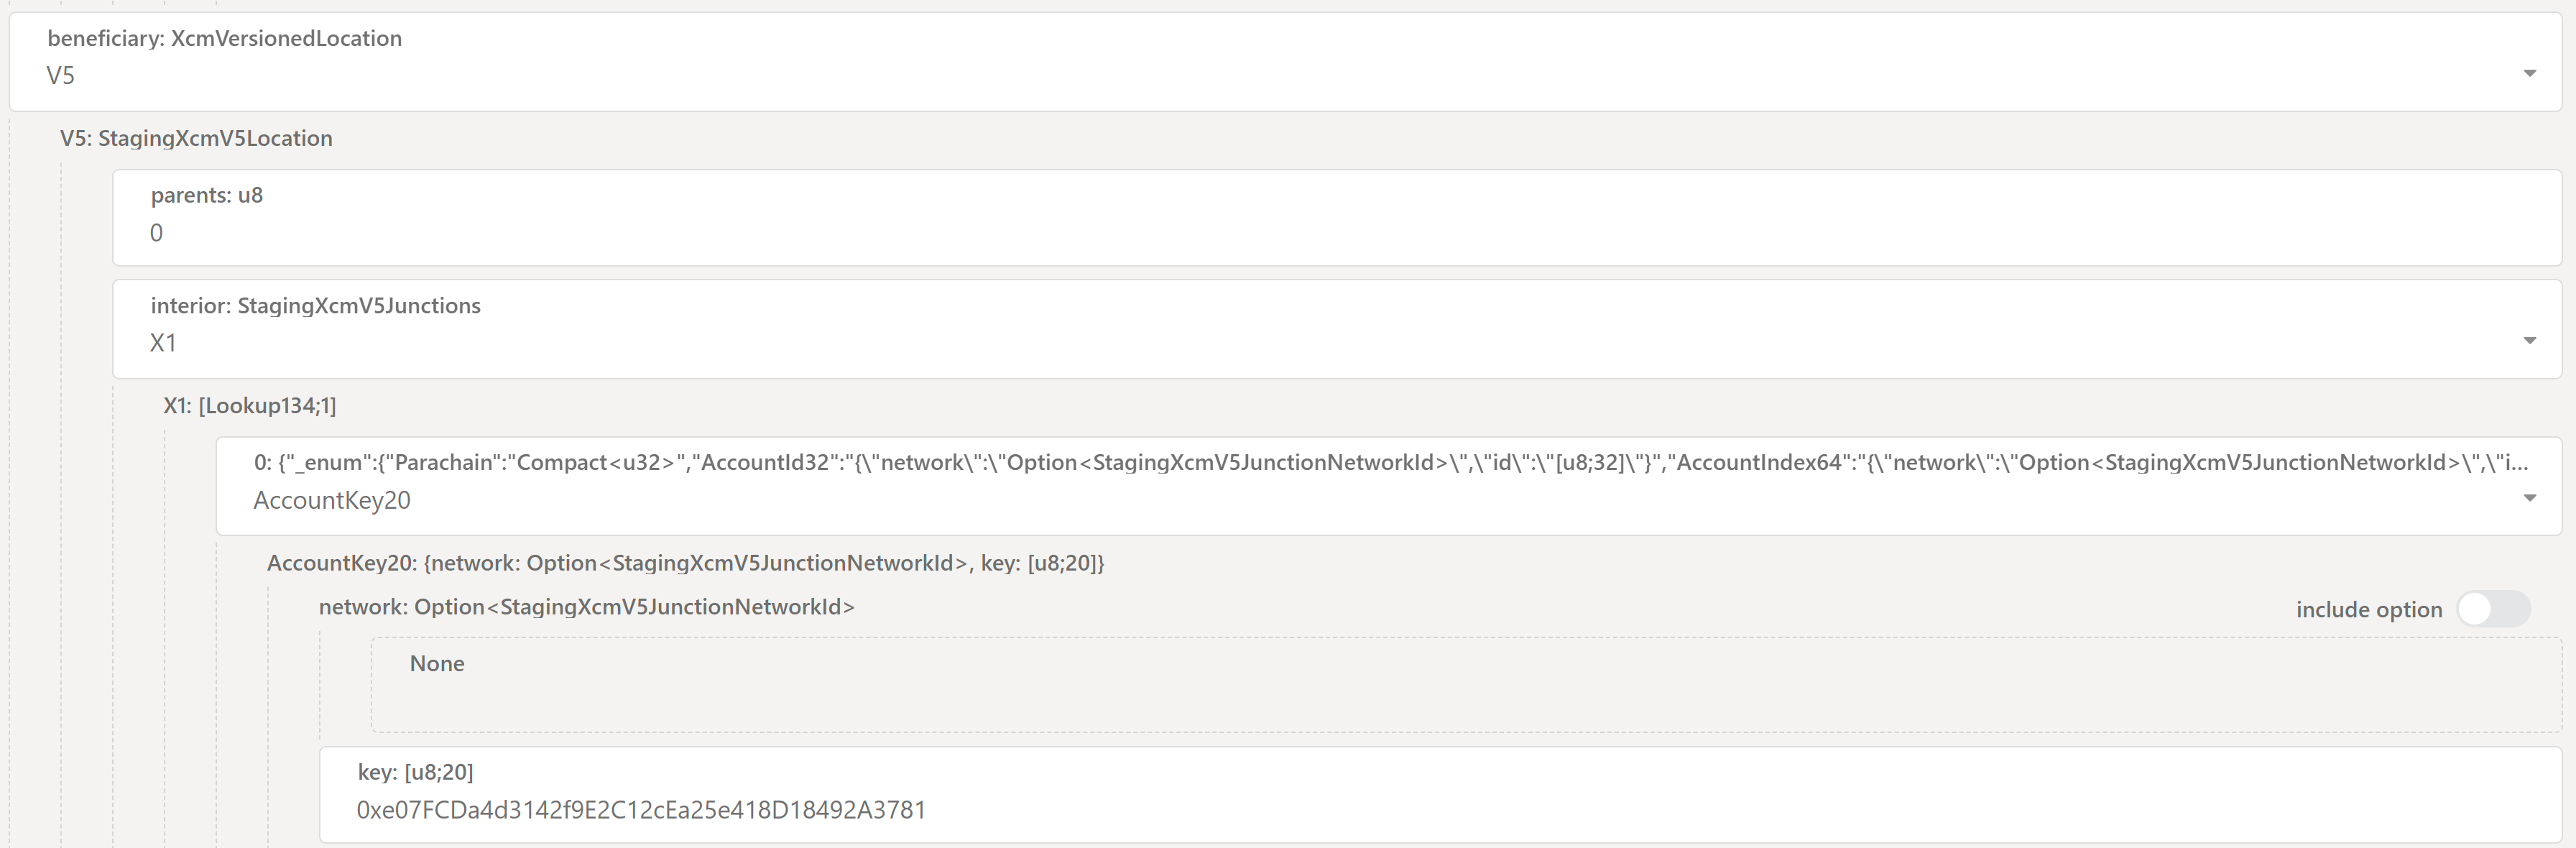 beneficiary: XcmVersionedLocation
V5
V5: StagingXcmV5Location
parents: u8
0
interior: StagingXcmV5Junctions
X1
X1: [Lookup134;1]
0: {"_enum":{"Parachain":"Compact<u32>","AccountId32":"{\"network\":\"Option<StagingXcmV5JunctionNetworkId>\",\"id\":\"[u8;32]\"}","AccountIndex64":"{\"network\":\"Option<StagingXcmV5JunctionNetworkId>\",\"i...
AccountKey20
AccountKey20: {network: Option<StagingXcmV5JunctionNetworkId>, key: [u8;20]}
network: Option<StagingXcmV5JunctionNetworkId>
include option
None
key: [u8;20]
0xe07FCDa4d3142f9E2C12cEa25e418D18492A3781